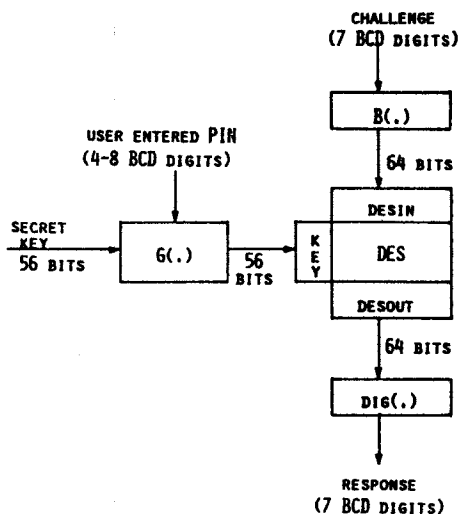 CHALLENGE
(7 BCD DIGITS)
B(.)
USER ENTERED PIN
(4-8 BCD DIGITS)
64 BITS
SECRET
KEY
56 BITS
G(.)
56
BITS
KEY
DESIN
DES
DESOUT
64 BITS
DIG(.)
RESPONSE
(7 BCD DIGITS)